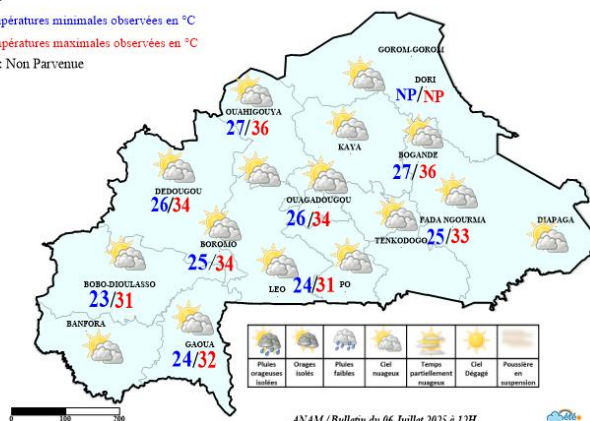 mpératures minimales observées en °C
mpératures maximales observées en °C
: Non Parvenue
GOROM-GOROM
DORI
NP/NP
OUAHIGOUYA
27/36
KAYA
BOGANDE
27/36
DEDOUGOU
26/34
OUAGADOUGOU
26/34
FADA NGOURMA
25/33
DIAPAGA
TENKODOGO
BOROMO
25/34
BOBO-DIOULASSO
23/31
LEO
24/31
PO
BANFORA
GAOUA
24/32
Pluies orageuses isolées
Orages isolés
Pluies faibles
Ciel nuageux
Temps partiellement nuageux
Ciel Dégagé
Poussière en suspension
0 100 200
ANAM / Bulletin du 06 Juillet 2025 à 12H
été